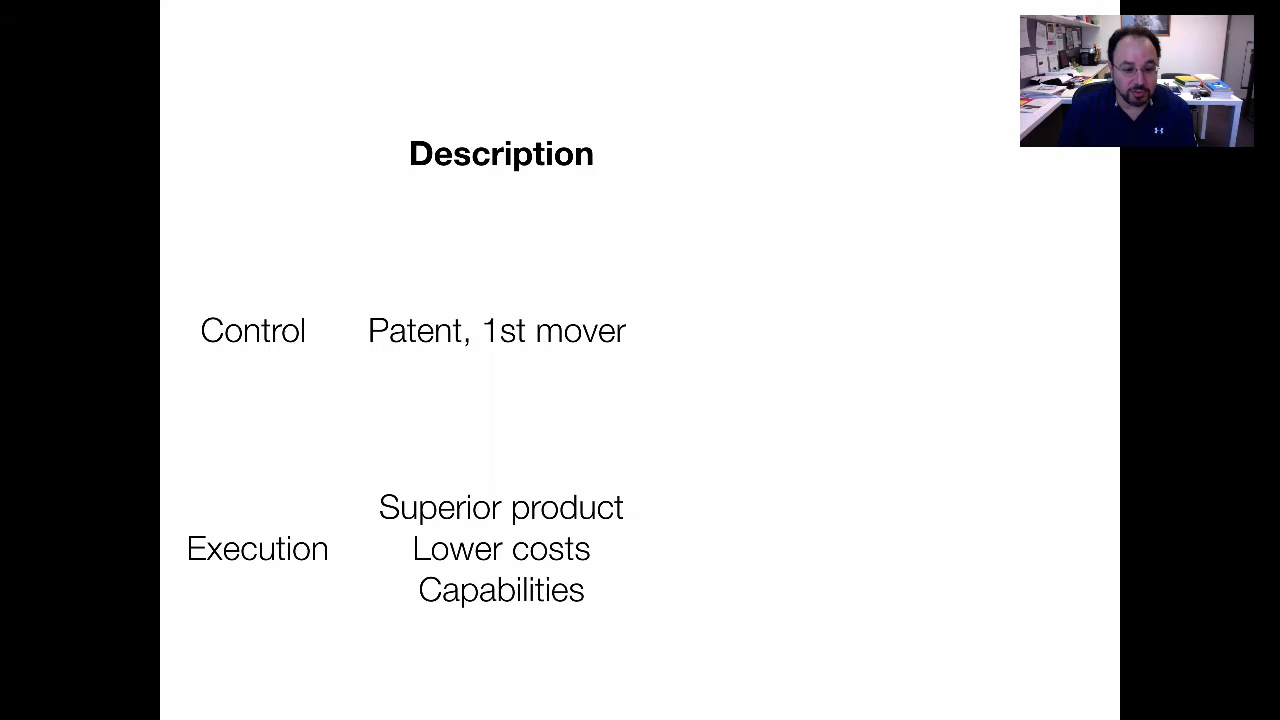 Description
Control Patent, 1st mover
Superior product
Execution Lower costs
Capabilities